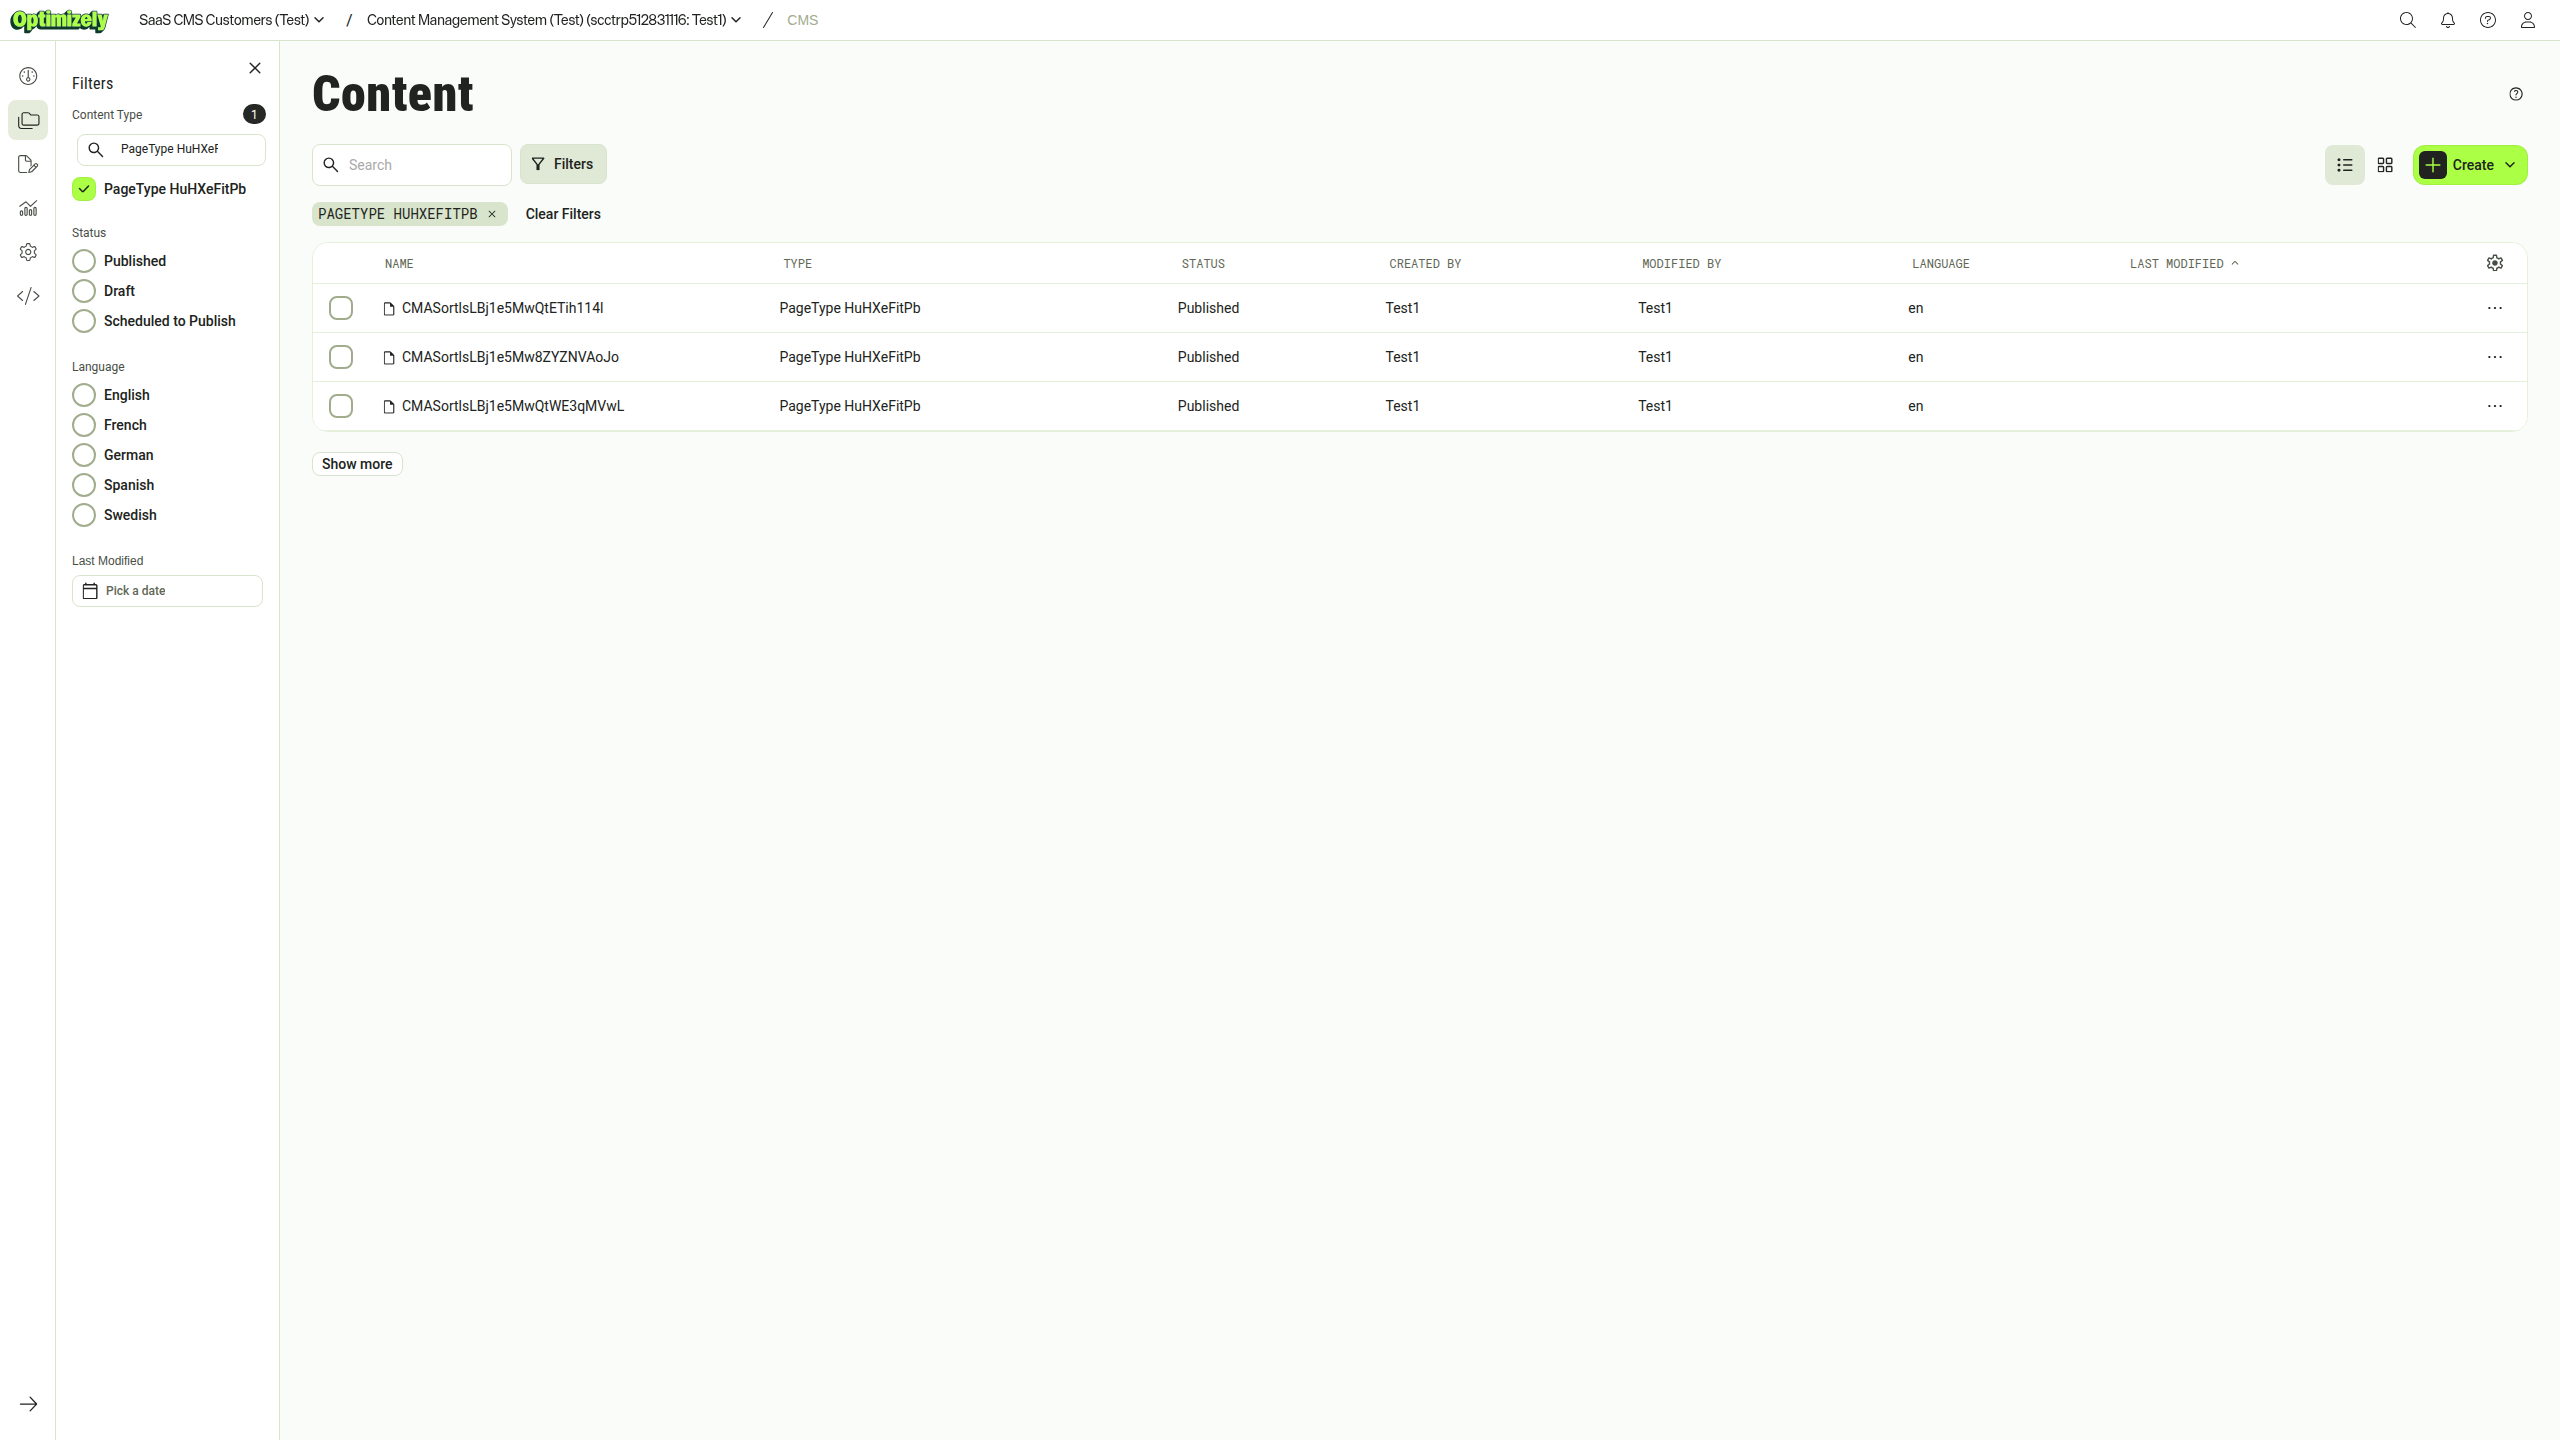 Optimizely SaaS CMS Customers (Test) / Content Management System (Test) (scctrp512831116: Test1) / CMS
Filters
Content Type 1
PageType HuHXeF
PageType HuHXeFitPb
Status
Published
Draft
Scheduled to Publish
Language
English
French
German
Spanish
Swedish
Last Modified
Pick a date
Content
Search Filters Create
PAGETYPE HUHXEFITPB × Clear Filters
NAME TYPE STATUS CREATED BY MODIFIED BY LANGUAGE LAST MODIFIED
CMASortIsLBj1e5MwQtETih114I PageType HuHXeFitPb Published Test1 Test1 en
CMASortIsLBj1e5Mw8ZYZNVAoJo PageType HuHXeFitPb Published Test1 Test1 en
CMASortIsLBj1e5MwQtWE3qMVwL PageType HuHXeFitPb Published Test1 Test1 en
Show more